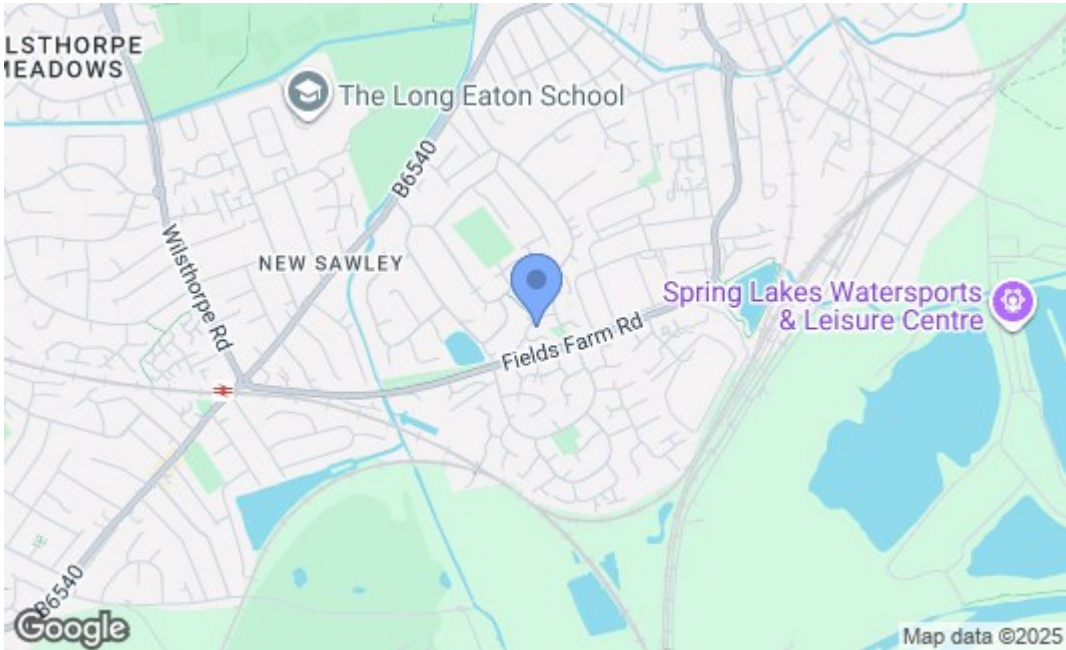 ILSTHORPE
MEADOWS
The Long Eaton School
B6540
Wilsthorpe Rd
NEW SAWLEY
Spring Lakes Watersports
& Leisure Centre
Fields Farm Rd
B6540
Google
Map data ©2025